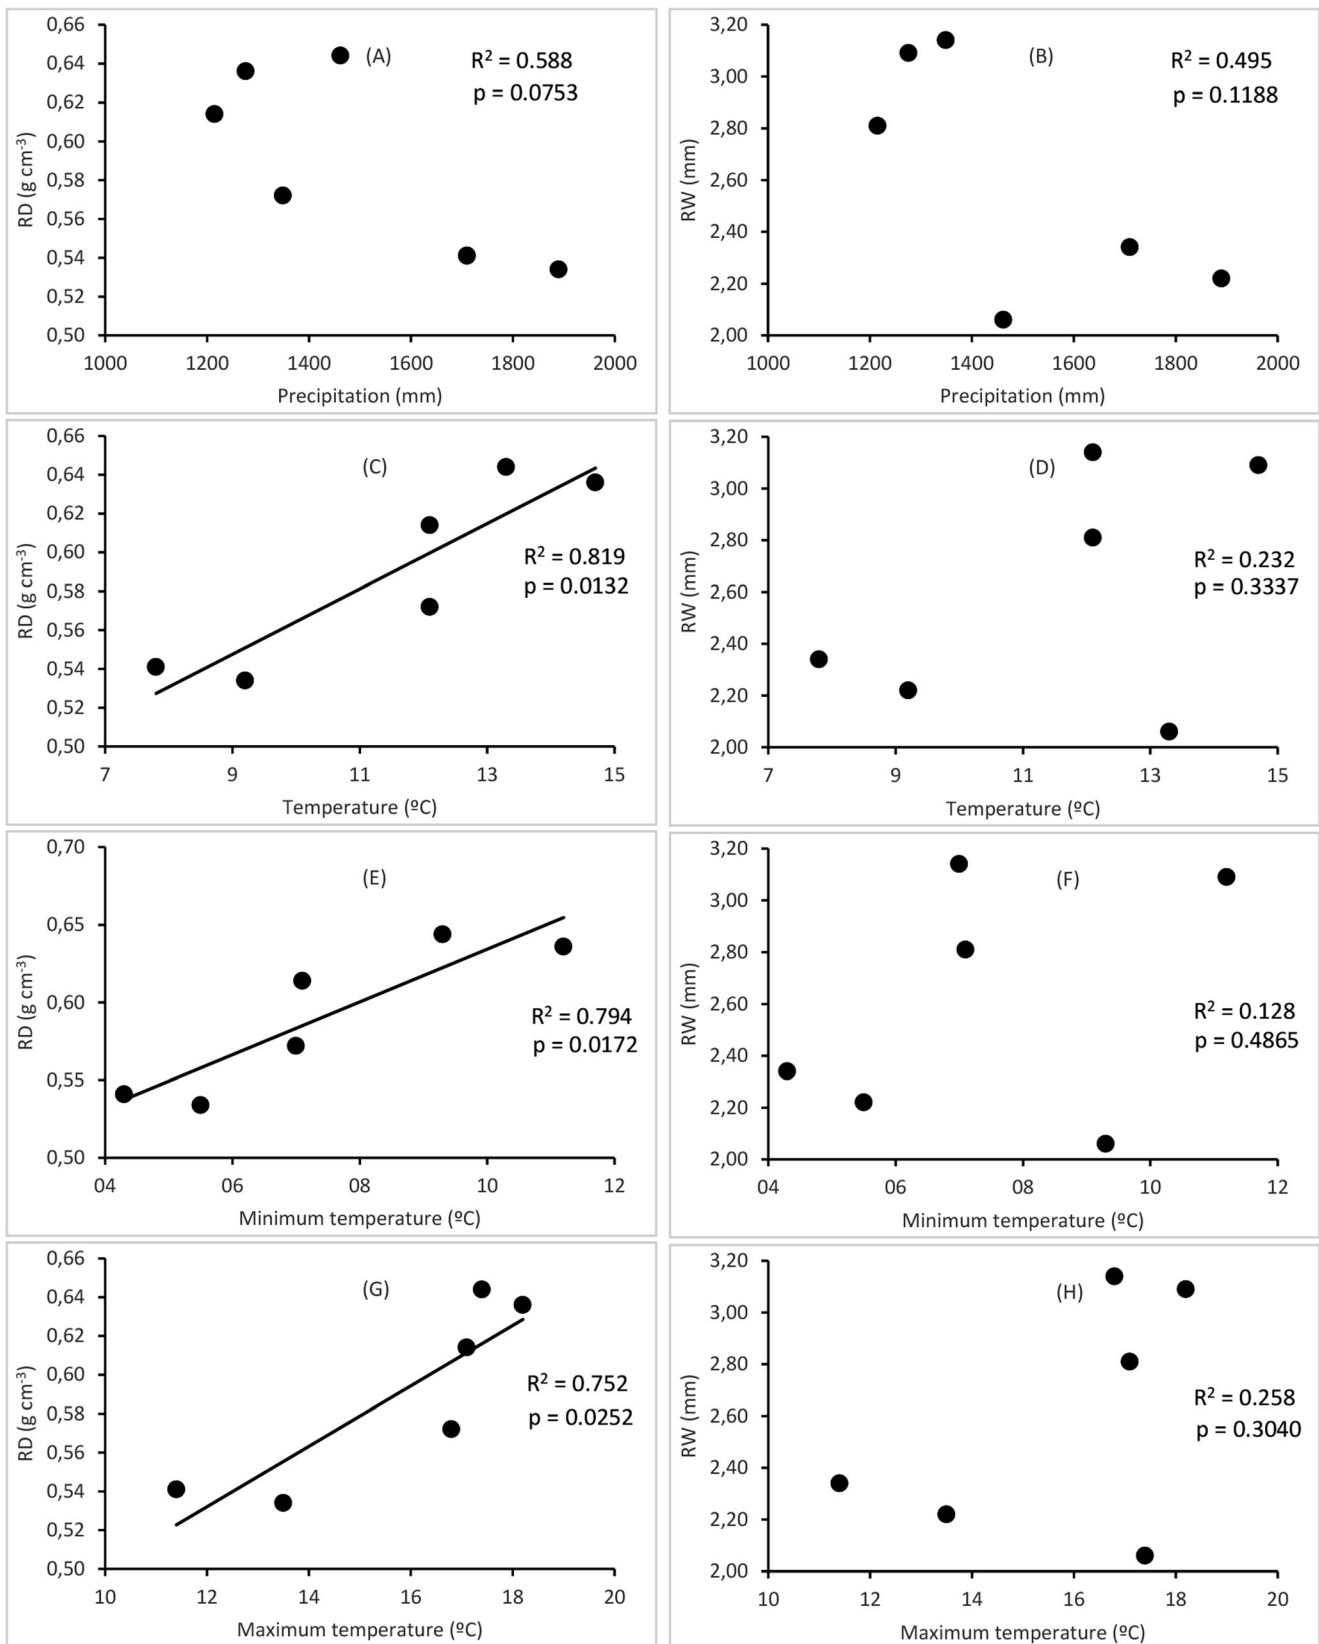 0,66
0,64
0,62
0,60
0,58
0,56
0,54
0,52
0,50
RD (g cm-3)
(A)
R2 = 0.588
p = 0.0753
1000 1200 1400 1600 1800 2000
Precipitation (mm)
3,20
3,00
2,80
2,60
2,40
2,20
2,00
RW (mm)
(B)
R2 = 0.495
p = 0.1188
1000 1200 1400 1600 1800 2000
Precipitation (mm)
0,66
0,64
0,62
0,60
0,58
0,56
0,54
0,52
0,50
RD (g cm-3)
(C)
R2 = 0.819
p = 0.0132
7 9 11 13 15
Temperature (ºC)
3,20
3,00
2,80
2,60
2,40
2,20
2,00
RW (mm)
(D)
R2 = 0.232
p = 0.3337
7 9 11 13 15
Temperature (ºC)
0,70
0,65
0,60
0,55
0,50
RD (g cm-3)
(E)
R2 = 0.794
p = 0.0172
04 06 08 10 12
Minimum temperature (ºC)
3,20
3,00
2,80
2,60
2,40
2,20
2,00
RW (mm)
(F)
R2 = 0.128
p = 0.4865
04 06 08 10 12
Minimum temperature (ºC)
0,66
0,64
0,62
0,60
0,58
0,56
0,54
0,52
0,50
RD (g cm-3)
(G)
R2 = 0.752
p = 0.0252
10 12 14 16 18 20
Maximum temperature (ºC)
3,20
3,00
2,80
2,60
2,40
2,20
2,00
RW (mm)
(H)
R2 = 0.258
p = 0.3040
10 12 14 16 18 20
Maximum temperature (ºC)